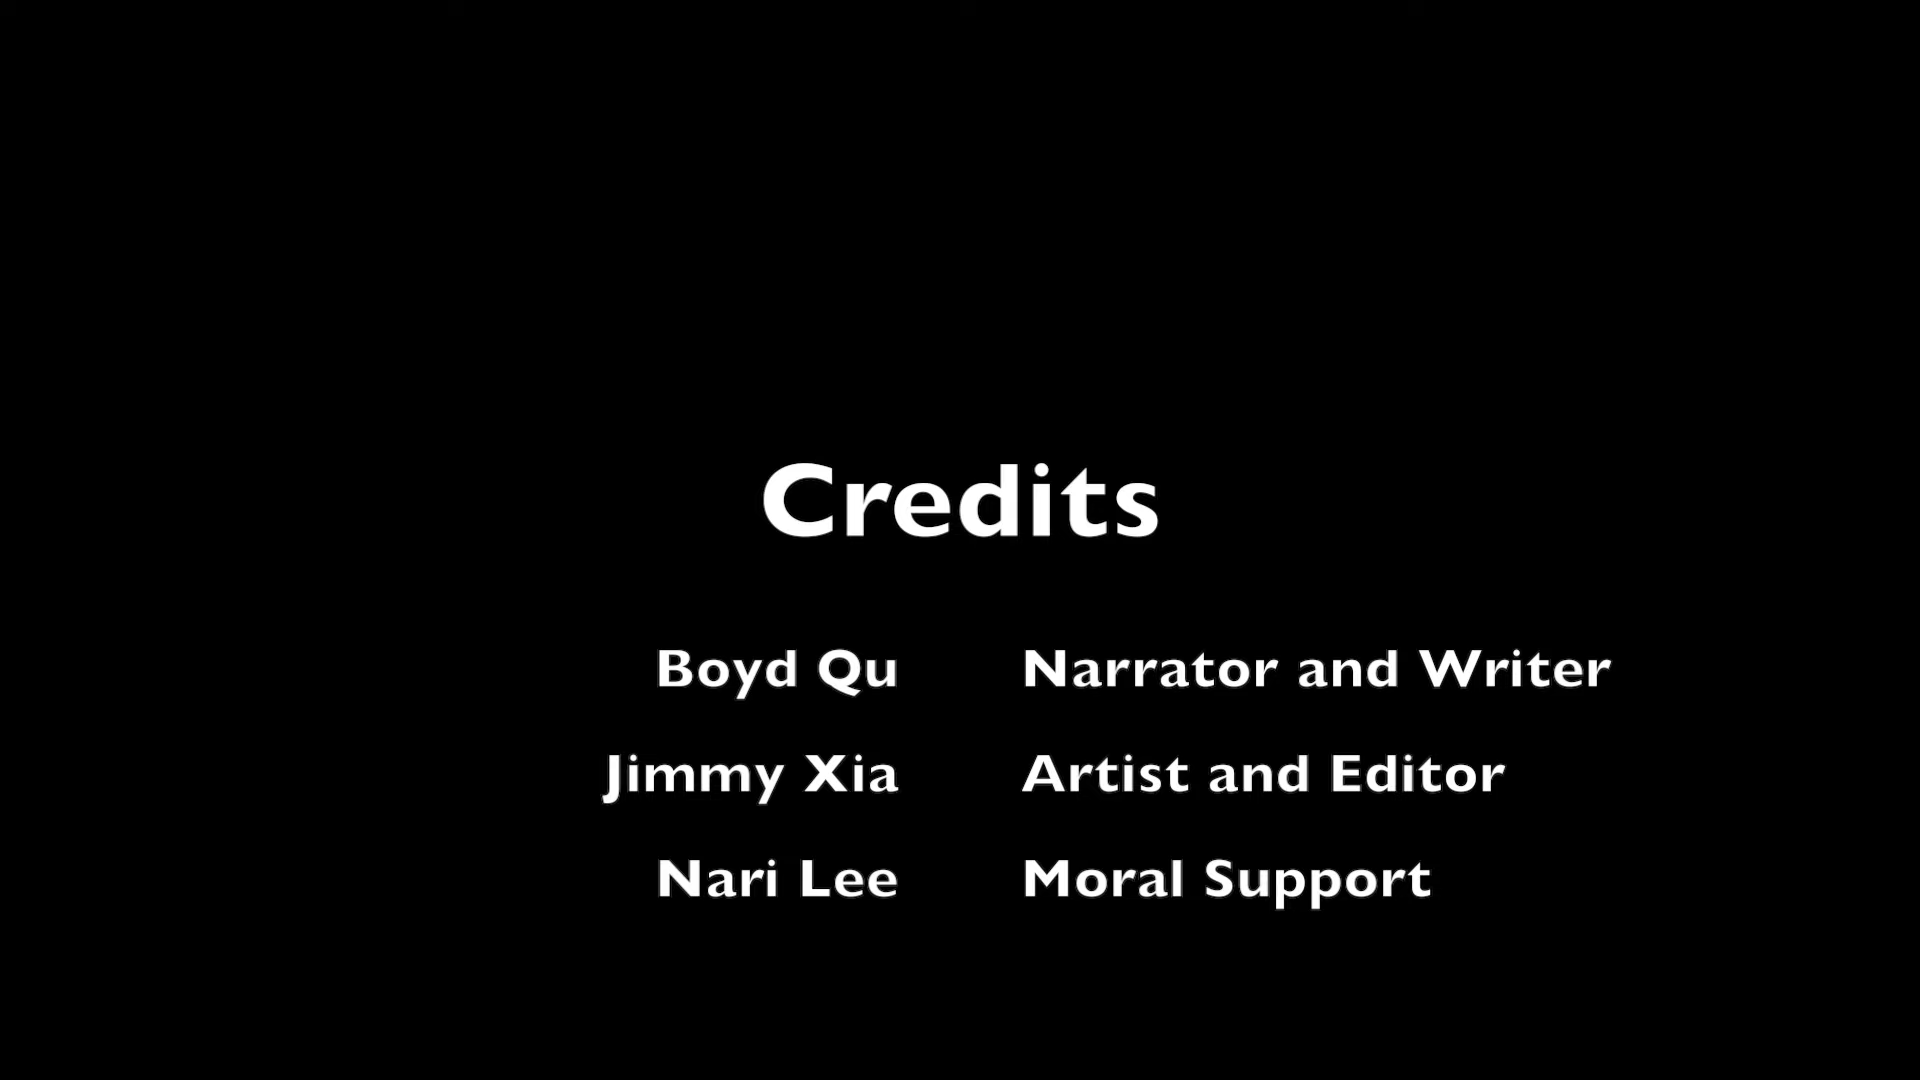 Credits
Boyd Qu Narrator and Writer
Jimmy Xia Artist and Editor
Nari Lee Moral Support